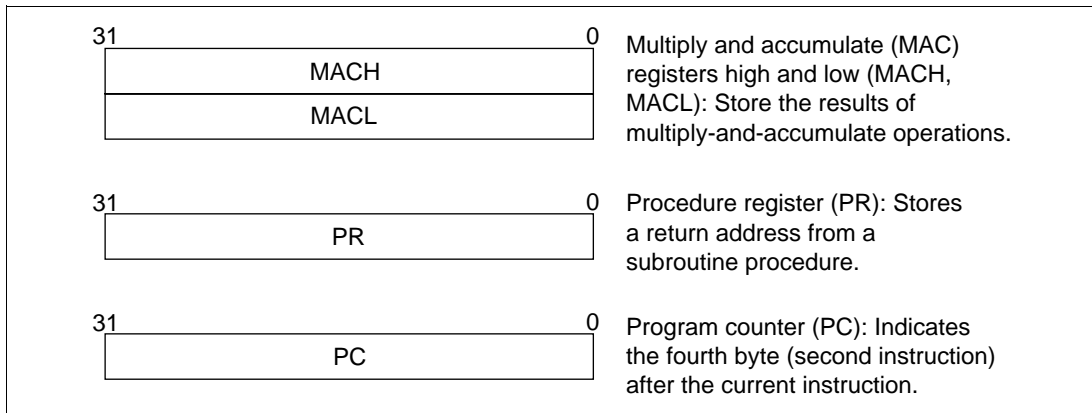 31 0
MACH
MACL
Multiply and accumulate (MAC)
registers high and low (MACH,
MACL): Store the results of
multiply-and-accumulate operations.
31 0
PR
Procedure register (PR): Stores
a return address from a
subroutine procedure.
31 0
PC
Program counter (PC): Indicates
the fourth byte (second instruction)
after the current instruction.